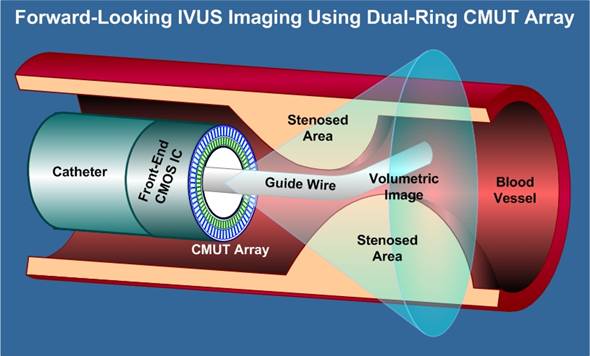 Forward-Looking IVUS Imaging Using Dual-Ring CMUT Array
Stenosed
Area
Catheter
Front-End
CMOS IC
Guide Wire
Volumetric
Image
Blood
Vessel
CMUT Array
Stenosed
Area